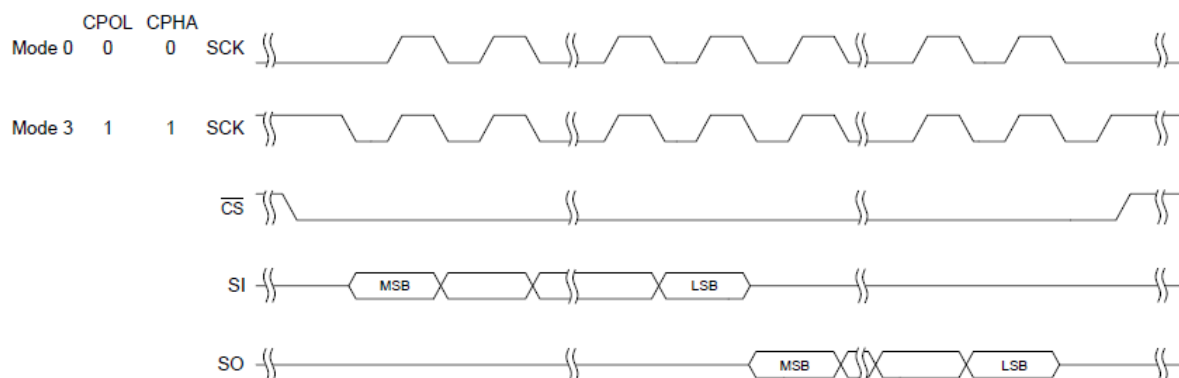 CPOL CPHA
Mode 0 0 0 SCK
Mode 3 1 1 SCK
CS
SI MSB LSB
SO MSB LSB